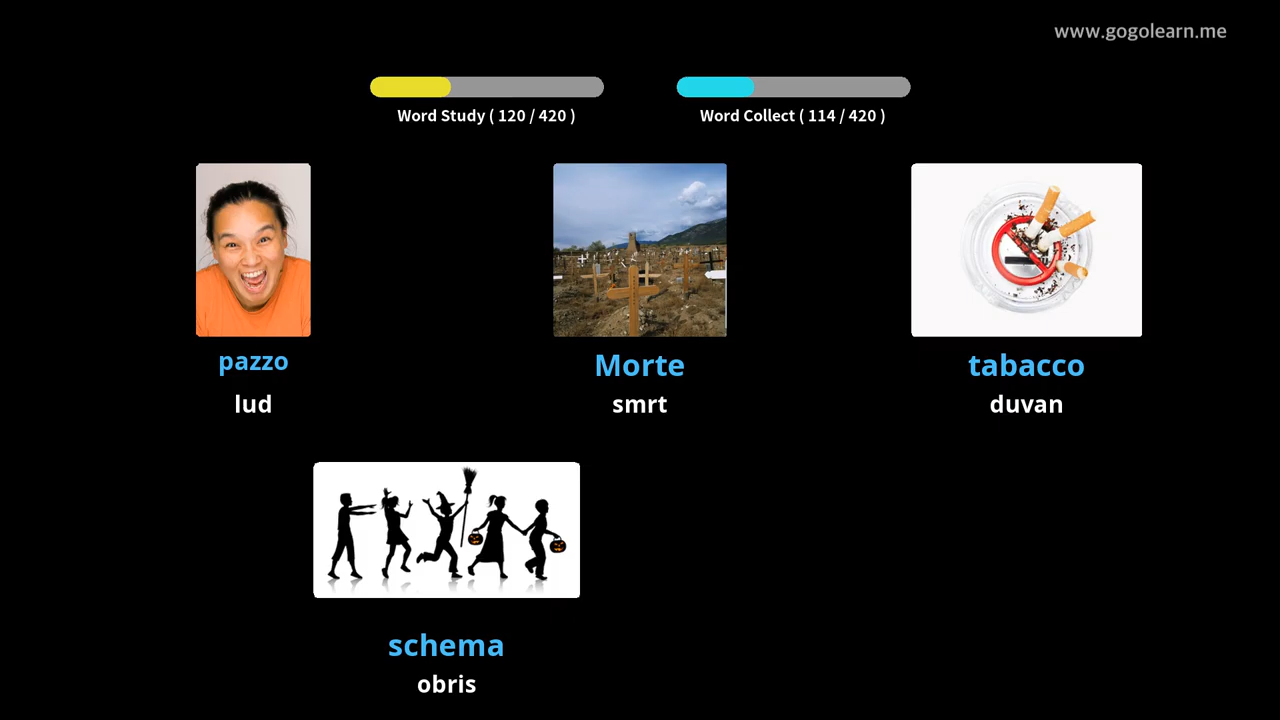 www.gogolearn.me
Word Study ( 120 / 420 )
Word Collect ( 114 / 420 )
pazzo
lud
Morte
smrt
tabacco
duvan
schema
obris